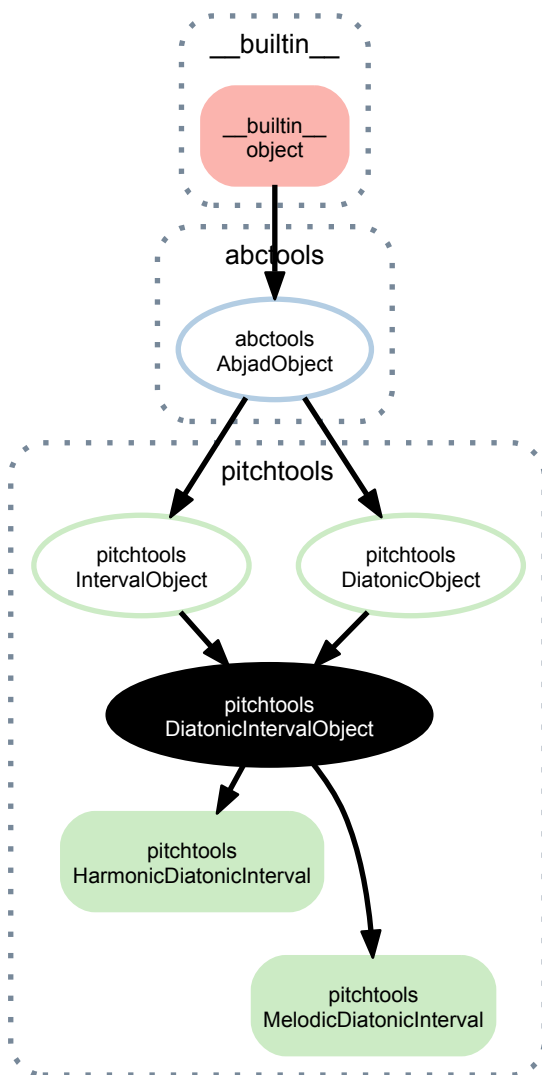 __builtin__
__builtin__
object
abctools
abctools
AbjadObject
pitchtools
pitchtools
IntervalObject
pitchtools
DiatonicObject
pitchtools
DiatonicIntervalObject
pitchtools
HarmonicDiatonicInterval
pitchtools
MelodicDiatonicInterval